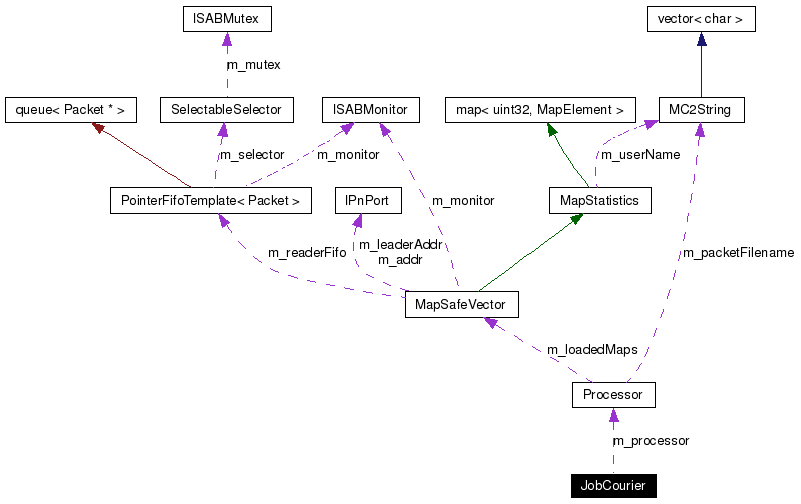 ISABMutex
vector< char >
m_mutex
queue< Packet * >
SelectableSelector
ISABMonitor
map< uint32, MapElement >
MC2String
m_selector
m_monitor
m_userName
PointerFifoTemplate< Packet >
IPnPort
MapStatistics
m_monitor
m_readerFifo
m_leaderAddr
m_addr
m_packetFilename
MapSafeVector
m_loadedMaps
Processor
m_processor
JobCourier